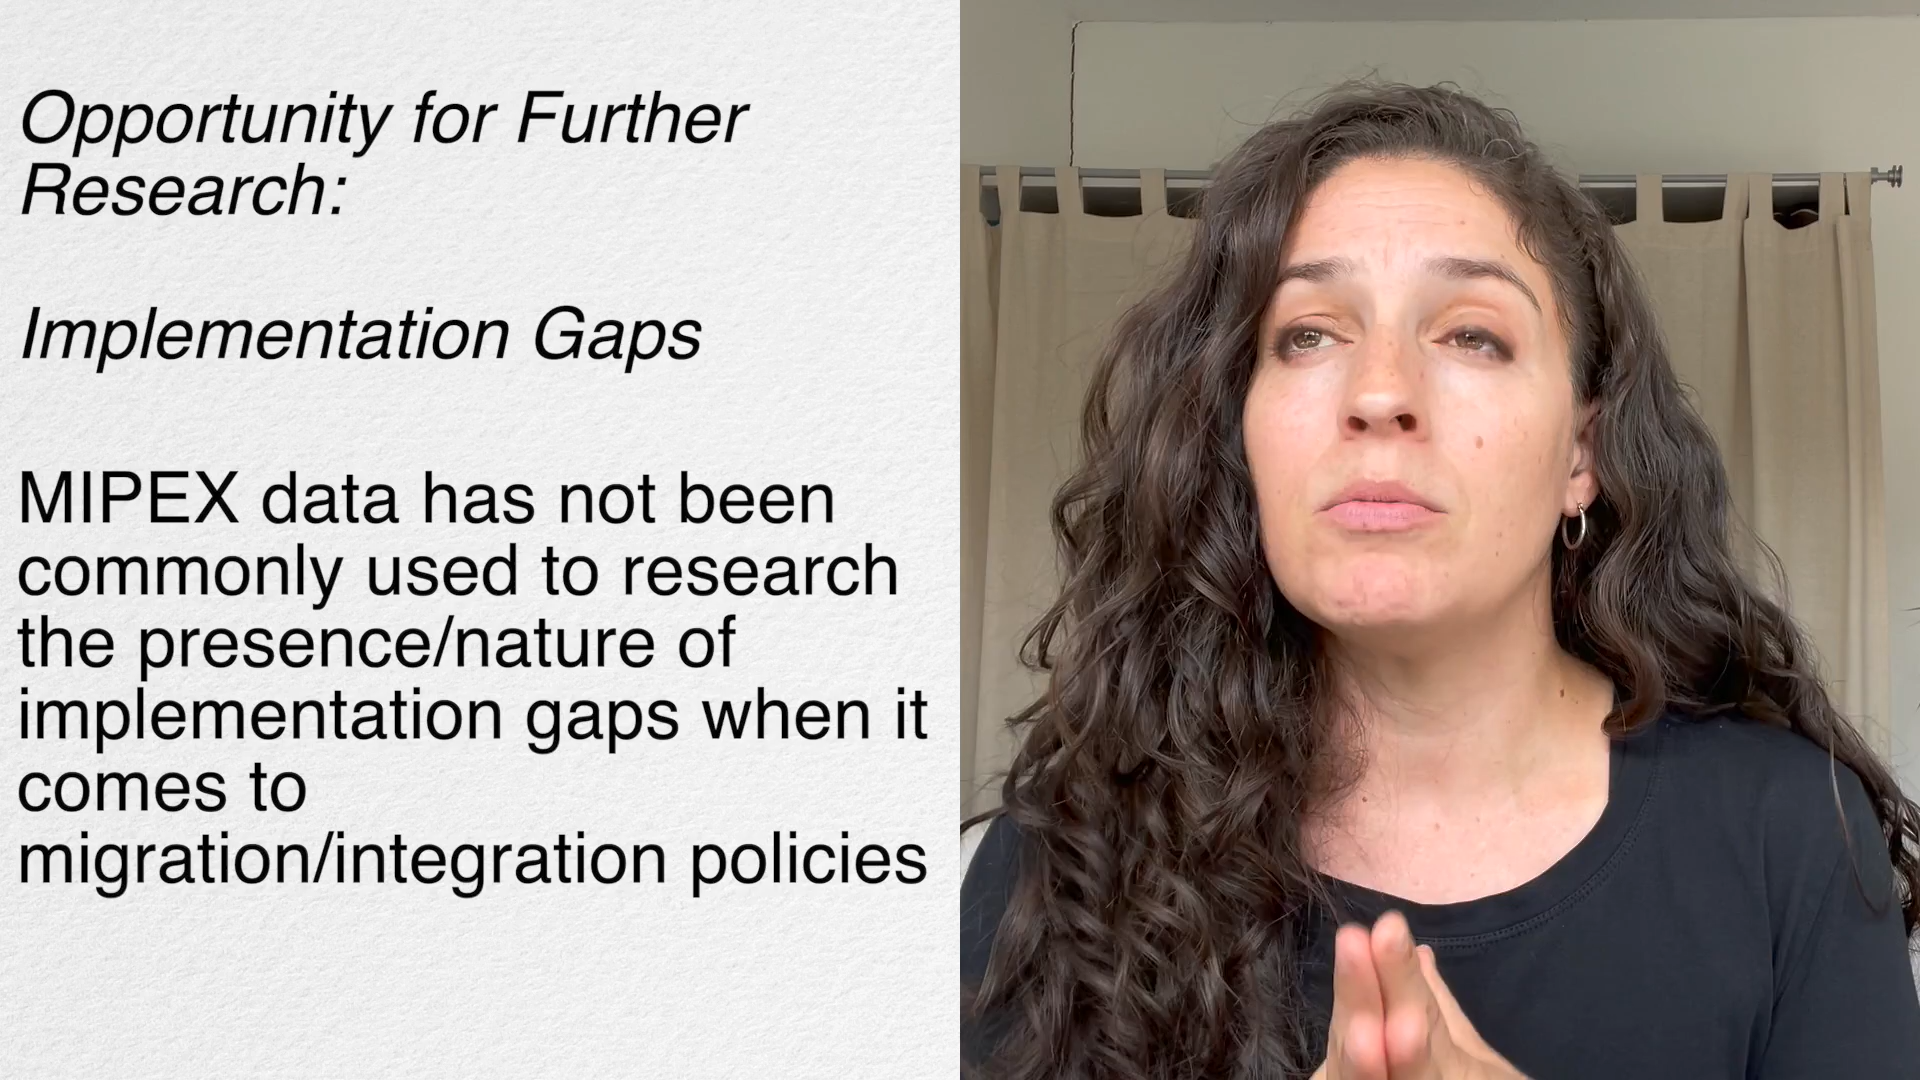 Opportunity for Further
Research:
Implementation Gaps
MIPEX data has not been
commonly used to research
the presence/nature of
implementation gaps when it
comes to
migration/integration policies